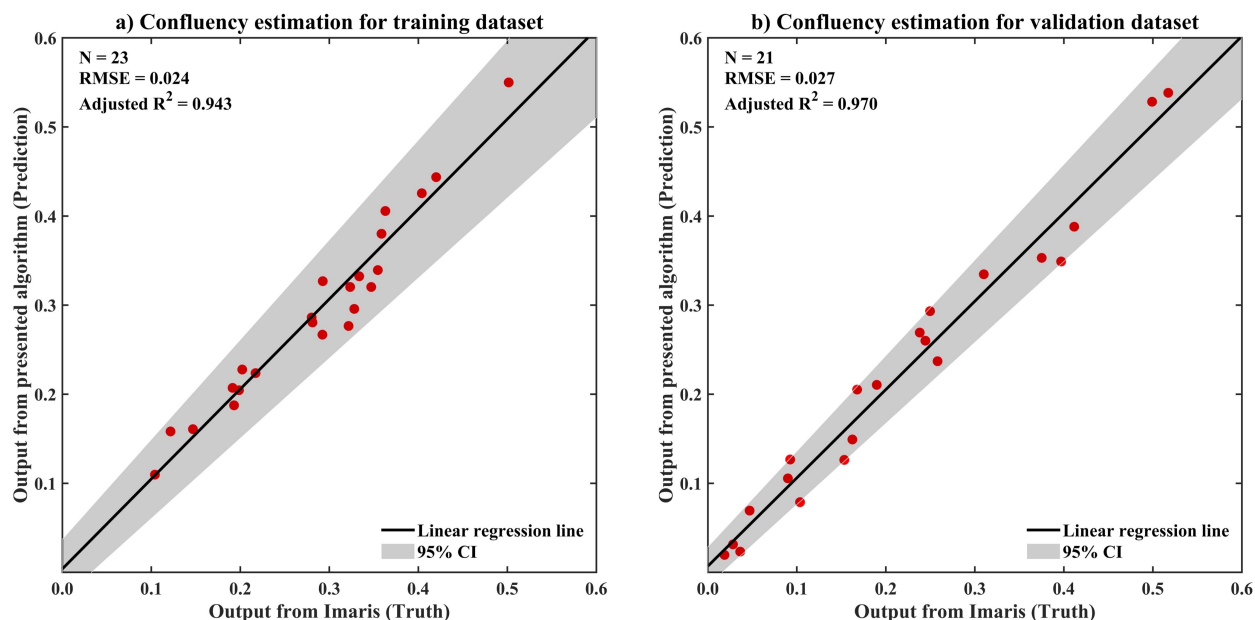 a) Confluency estimation for training dataset
N = 23
RMSE = 0.024
Adjusted R² = 0.943
0.6
0.5
0.4
0.3
0.2
0.1
Output from presented algorithm (Prediction)
Linear regression line
95% CI
0.0 0.1 0.2 0.3 0.4 0.5 0.6
Output from Imaris (Truth)
b) Confluency estimation for validation dataset
N = 21
RMSE = 0.027
Adjusted R² = 0.970
0.6
0.5
0.4
0.3
0.2
0.1
Output from presented algorithm (Prediction)
Linear regression line
95% CI
0.0 0.1 0.2 0.3 0.4 0.5 0.6
Output from Imaris (Truth)